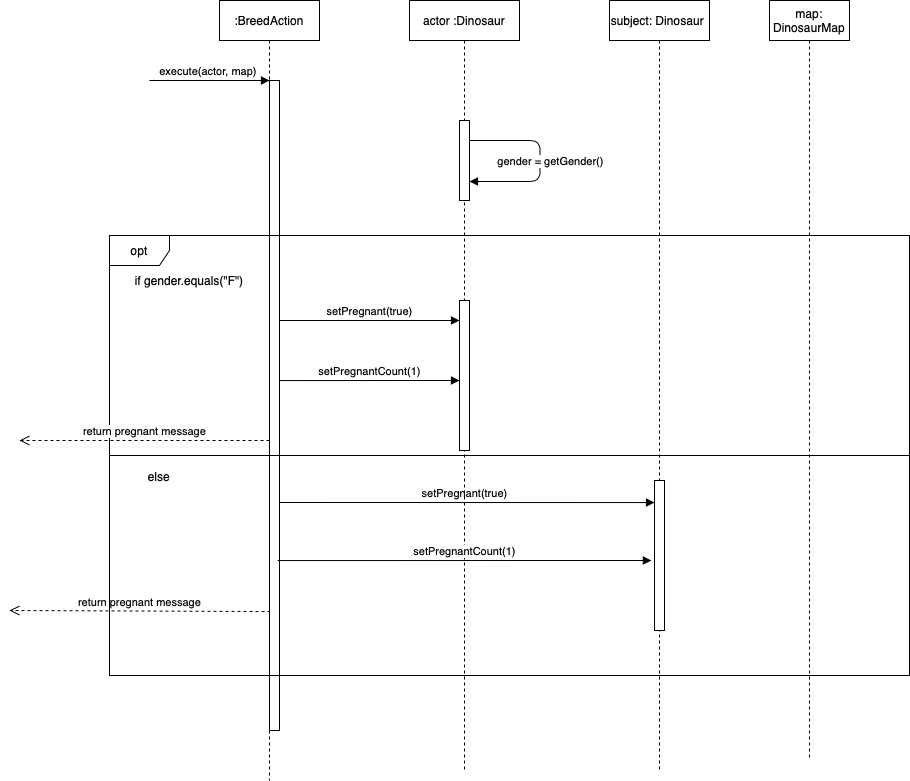 :BreedAction
actor :Dinosaur
subject: Dinosaur
map:
DinosaurMap
execute(actor, map)
gender = getGender()
opt
if gender.equals("F")
setPregnant(true)
setPregnantCount(1)
return pregnant message
else
setPregnant(true)
setPregnantCount(1)
return pregnant message